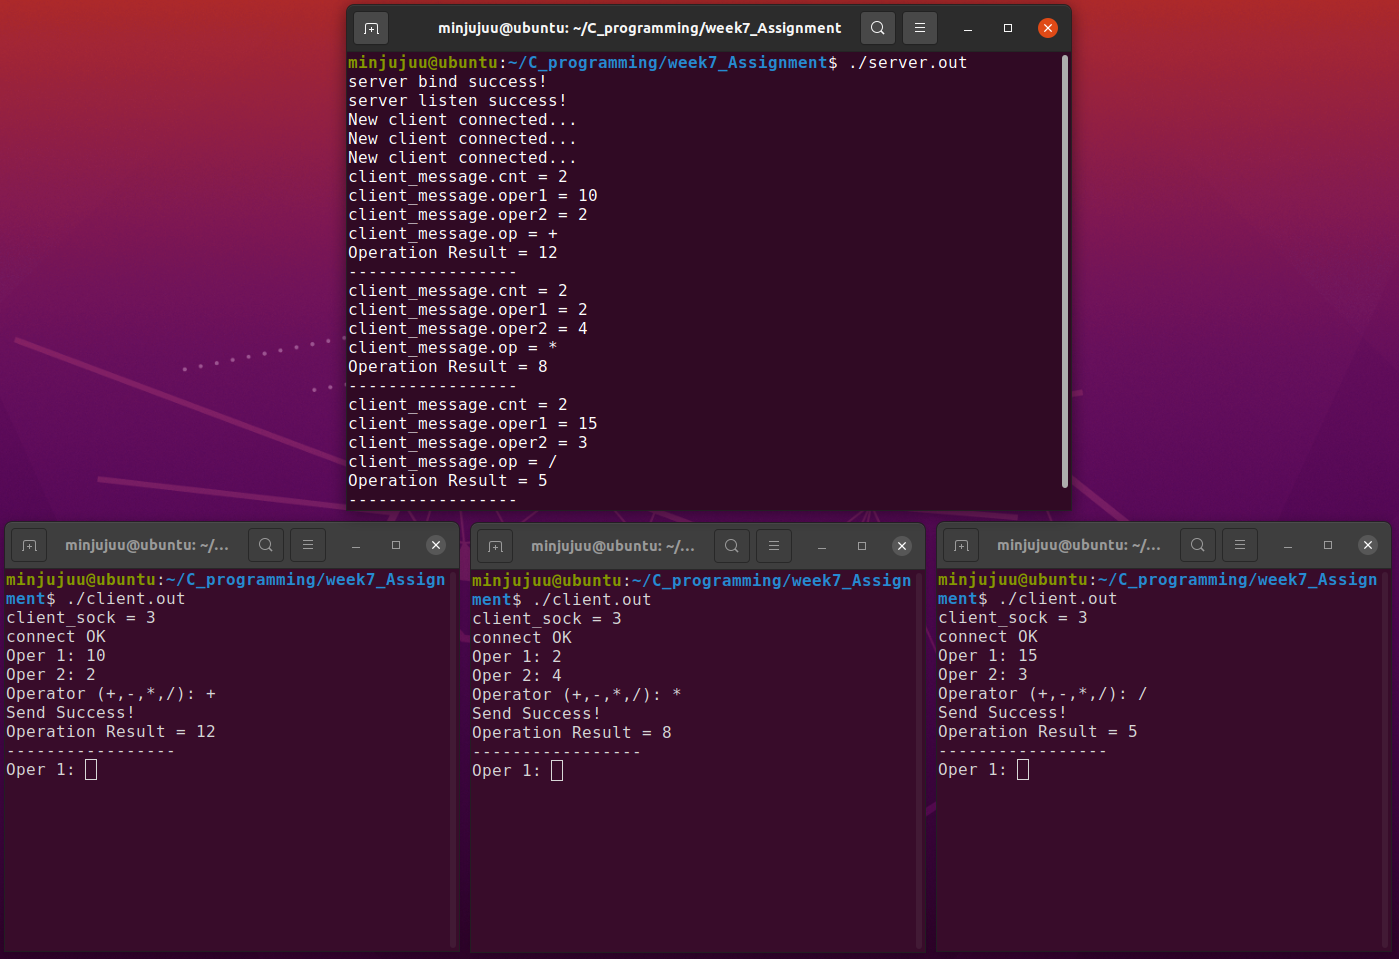 minjujuu@ubuntu: ~/C_programming/week7_Assignment
minjujuu@ubuntu:~/C_programming/week7_Assignment$ ./server.out
server bind success!
server listen success!
New client connected...
New client connected...
New client connected...
client_message.cnt = 2
client_message.oper1 = 10
client_message.oper2 = 2
client_message.op = +
Operation Result = 12
-----------------
client_message.cnt = 2
client_message.oper1 = 2
client_message.oper2 = 4
client_message.op = *
Operation Result = 8
-----------------
client_message.cnt = 2
client_message.oper1 = 15
client_message.oper2 = 3
client_message.op = /
Operation Result = 5
-----------------
minjujuu@ubuntu: ~/...
minjujuu@ubuntu:~/C_programming/week7_Assign
ment$ ./client.out
client_sock = 3
connect OK
Oper 1: 10
Oper 2: 2
Operator (+,-,*,/): +
Send Success!
Operation Result = 12
-----------------
Oper 1:
minjujuu@ubuntu: ~/...
minjujuu@ubuntu:~/C_programming/week7_Assign
ment$ ./client.out
client_sock = 3
connect OK
Oper 1: 2
Oper 2: 4
Operator (+,-,*,/): *
Send Success!
Operation Result = 8
-----------------
Oper 1:
minjujuu@ubuntu: ~/...
minjujuu@ubuntu:~/C_programming/week7_Assign
ment$ ./client.out
client_sock = 3
connect OK
Oper 1: 15
Oper 2: 3
Operator (+,-,*,/): /
Send Success!
Operation Result = 5
-----------------
Oper 1: